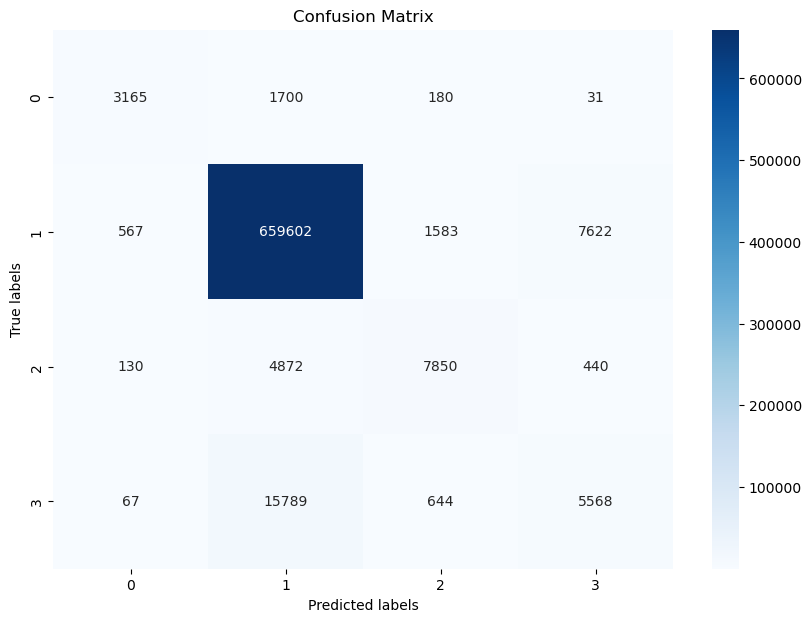 Confusion Matrix
0 3165 1700 180 31
1 567 659602 1583 7622
2 130 4872 7850 440
3 67 15789 644 5568
0 1 2 3
Predicted labels
True labels
600000
500000
400000
300000
200000
100000